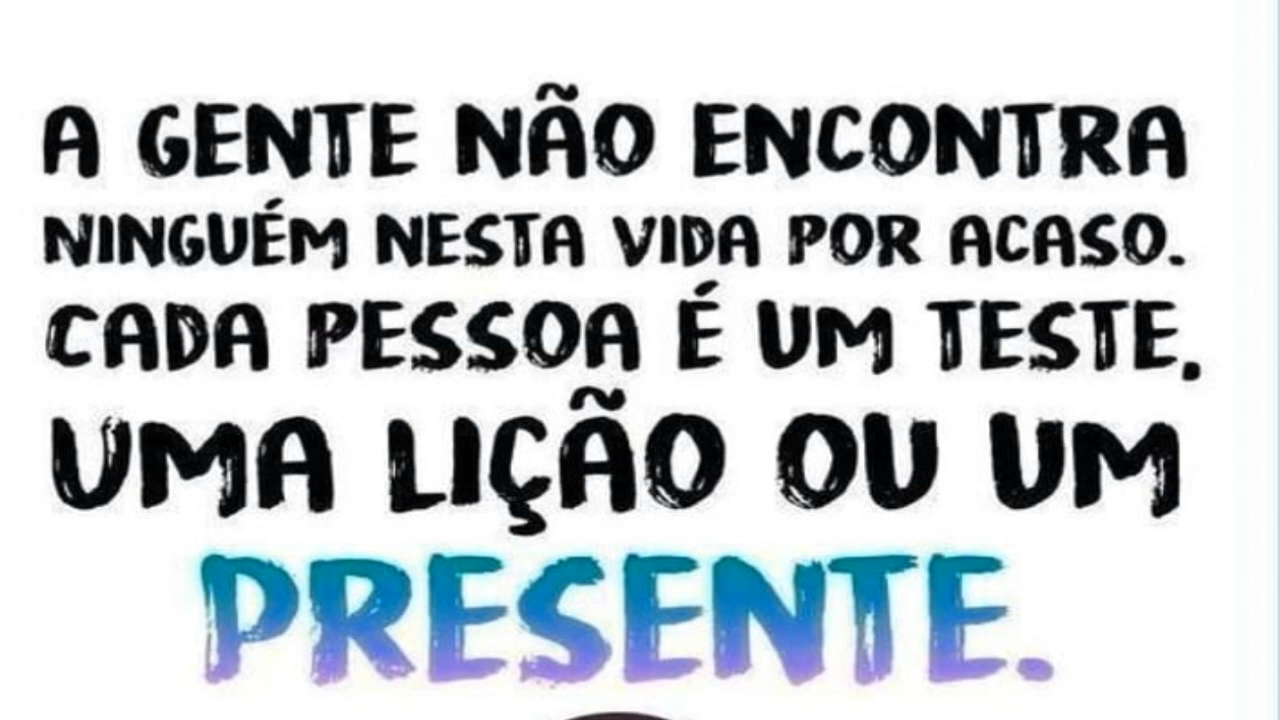 A GENTE NÃO ENCONTRA
NINGUÉM NESTA VIDA POR ACASO.
CADA PESSOA É UM TESTE,
UMA LIÇÃO OU UM
PRESENTE.